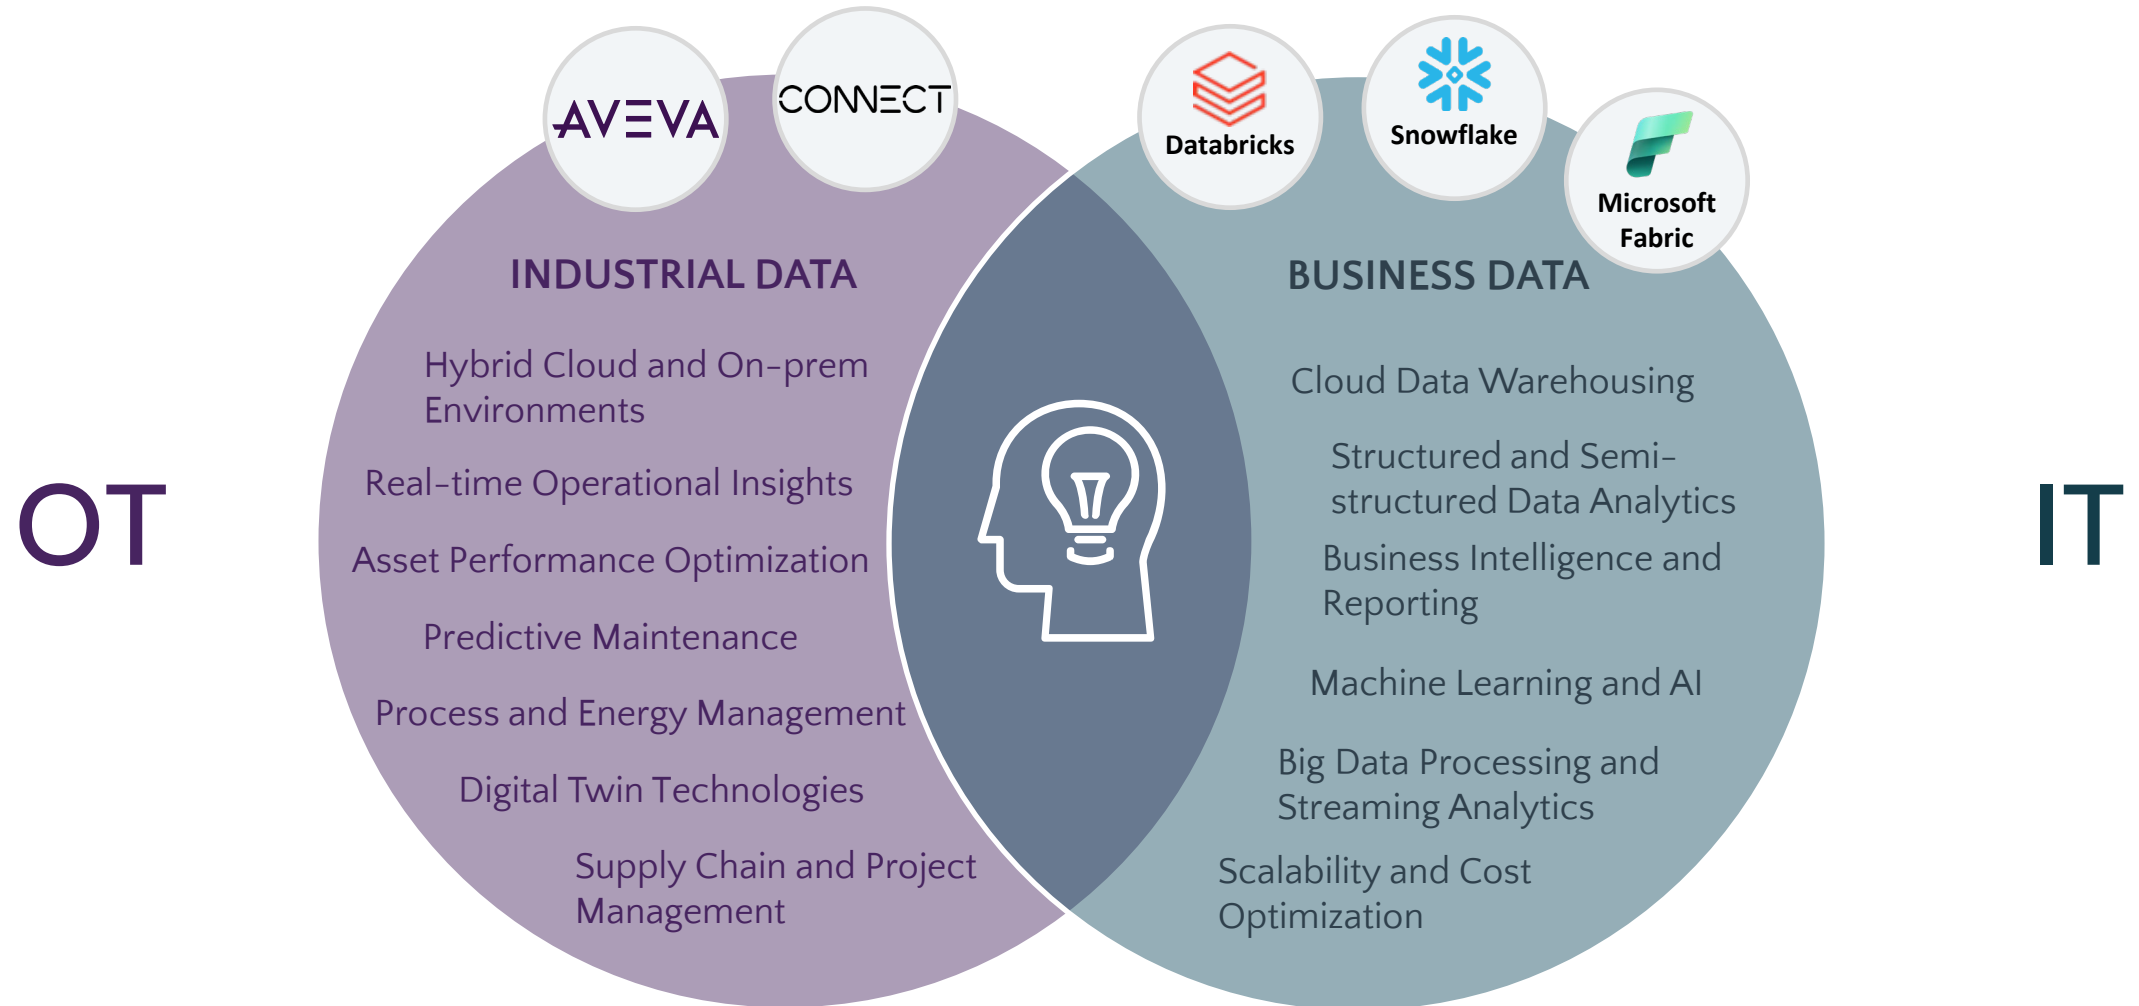 AVEVA
CONNECT
Databricks
Snowflake
Microsoft
Fabric
INDUSTRIAL DATA
Hybrid Cloud and On-prem
Environments
Real-time Operational Insights
Asset Performance Optimization
Predictive Maintenance
Process and Energy Management
Digital Twin Technologies
Supply Chain and Project
Management
OT
BUSINESS DATA
Cloud Data Warehousing
Structured and Semi-
structured Data Analytics
Business Intelligence and
Reporting
Machine Learning and AI
Big Data Processing and
Streaming Analytics
Scalability and Cost
Optimization
IT